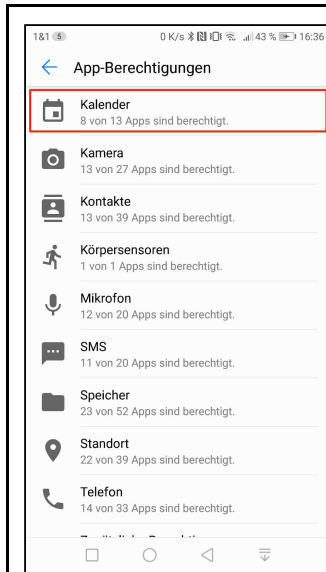 1&1 5 0 K/s 43 % 16:36
App-Berechtigungen
Kalender
8 von 13 Apps sind berechtigt.
Kamera
13 von 27 Apps sind berechtigt.
Kontakte
13 von 39 Apps sind berechtigt.
Körpersensoren
1 von 1 Apps sind berechtigt.
Mikrofon
12 von 20 Apps sind berechtigt.
SMS
11 von 20 Apps sind berechtigt.
Speicher
23 von 52 Apps sind berechtigt.
Standort
22 von 39 Apps sind berechtigt.
Telefon
14 von 33 Apps sind berechtigt.